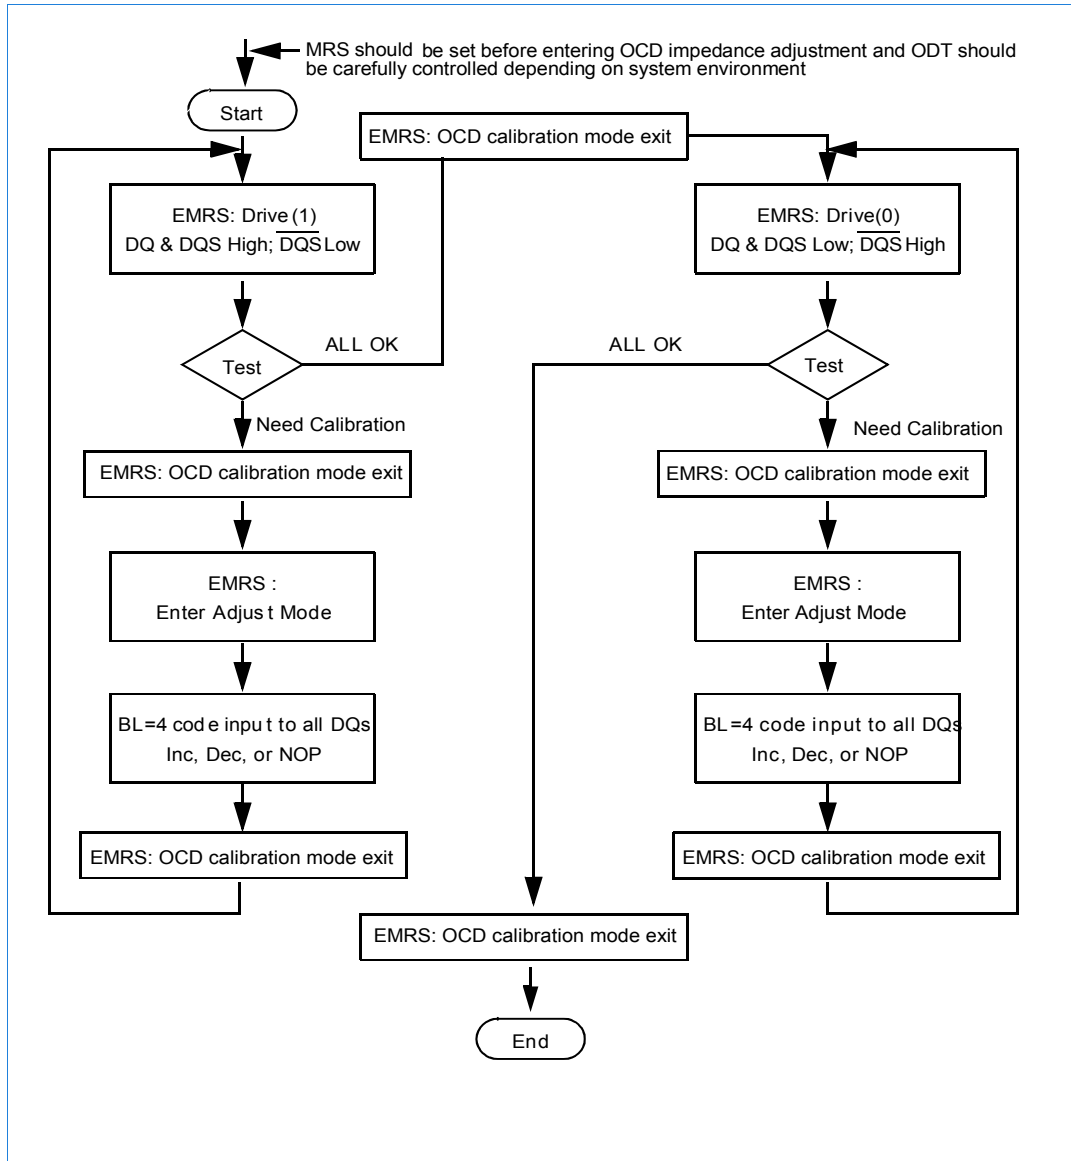 MRS should be set before entering OCD impedance adjustment and ODT should
be carefully controlled depending on system environment
Start
EMRS: OCD calibration mode exit
EMRS: Drive(1)
DQ & DQS High; DQS Low
Test
ALL OK
Need Calibration
EMRS: OCD calibration mode exit
EMRS :
Enter Adjust Mode
BL=4 code input to all DQs
Inc, Dec, or NOP
EMRS: OCD calibration mode exit
EMRS: Drive(0)
DQ & DQS Low; DQS High
Test
ALL OK
Need Calibration
EMRS: OCD calibration mode exit
EMRS :
Enter Adjust Mode
BL=4 code input to all DQs
Inc, Dec, or NOP
EMRS: OCD calibration mode exit
EMRS: OCD calibration mode exit
End